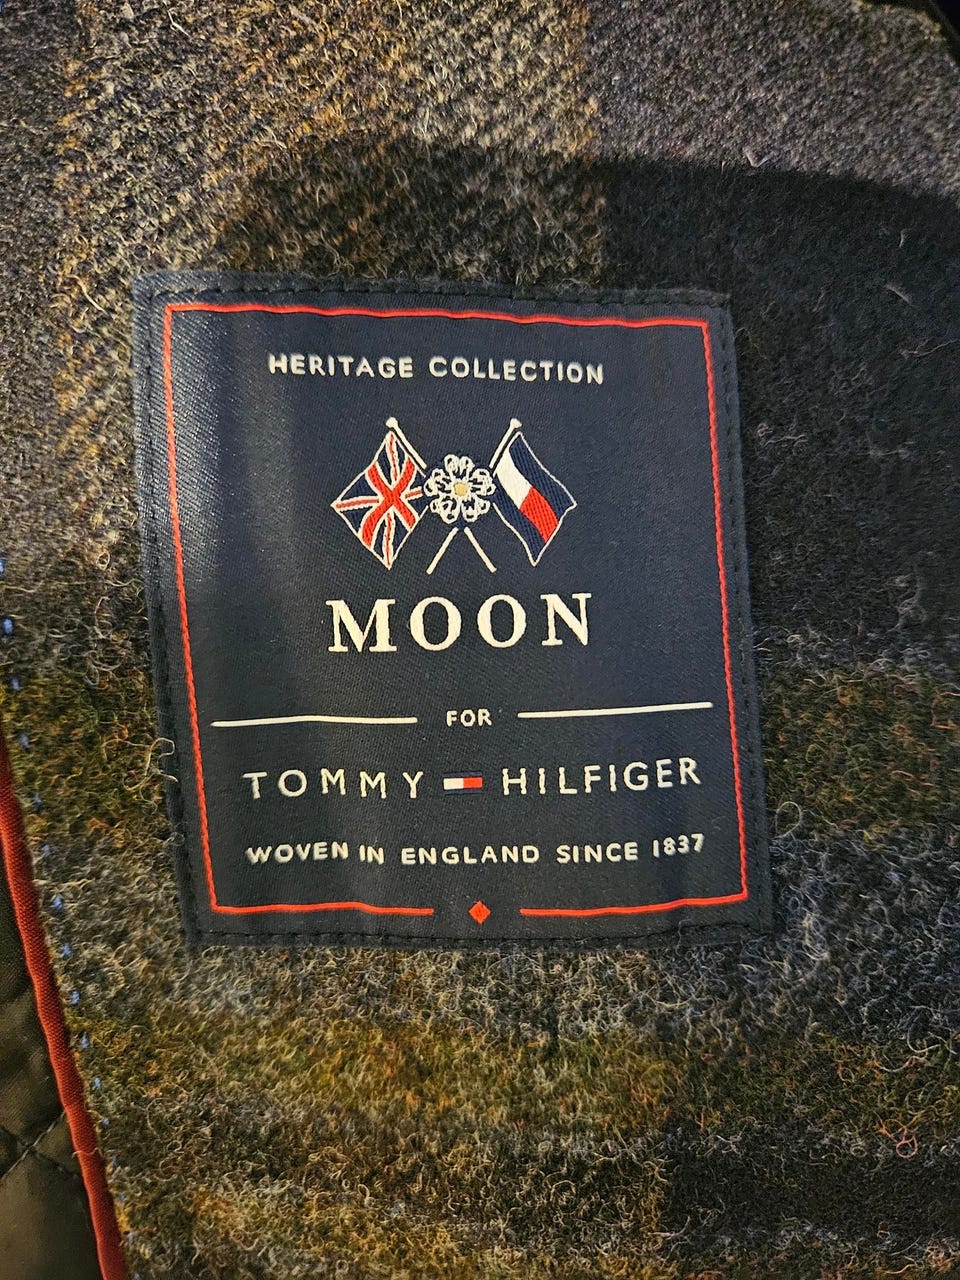 HERITAGE COLLECTION
MOON
FOR
TOMMY HILFIGER
WOVEN IN ENGLAND SINCE 1837